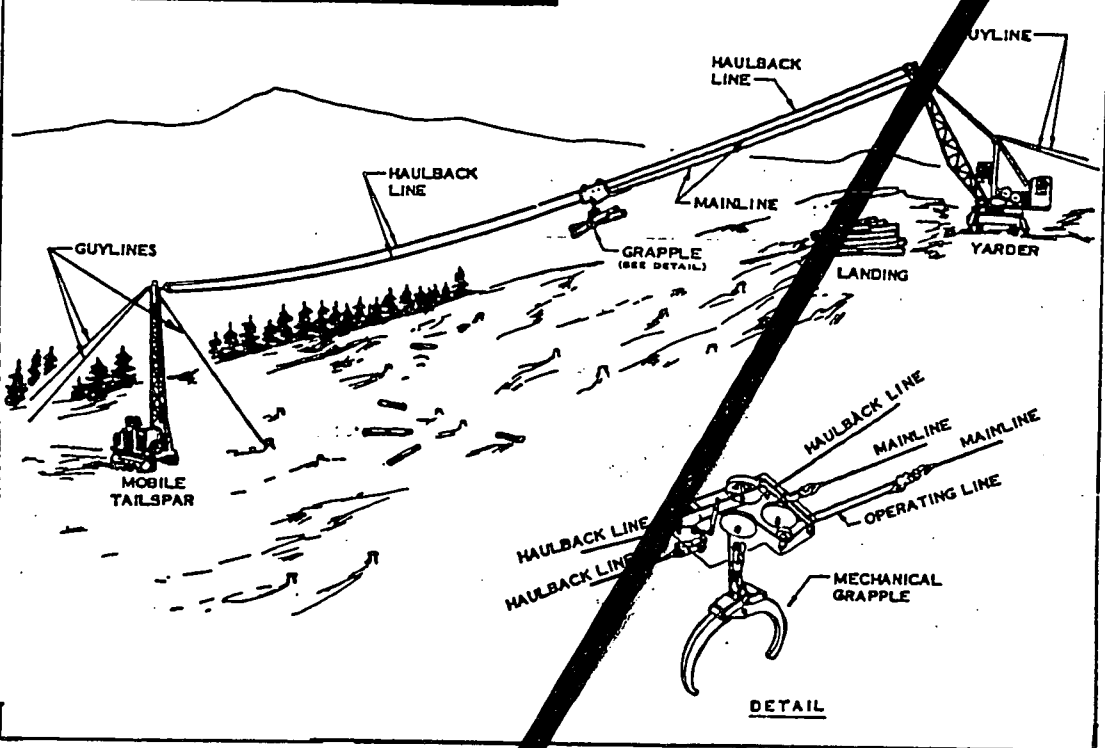 UYLINE
HAULBACK
LINE
HAULBACK
LINE
MAINLINE
GUYLINES
GRAPPLE
(SEE DETAIL)
LANDING
YARDER
MOBILE
TAILSPAR
HAULBACK LINE
MAINLINE
MAINLINE
OPERATING LINE
HAULBACK LINE
HAULBACK LINE
MECHANICAL
GRAPPLE
DETAIL